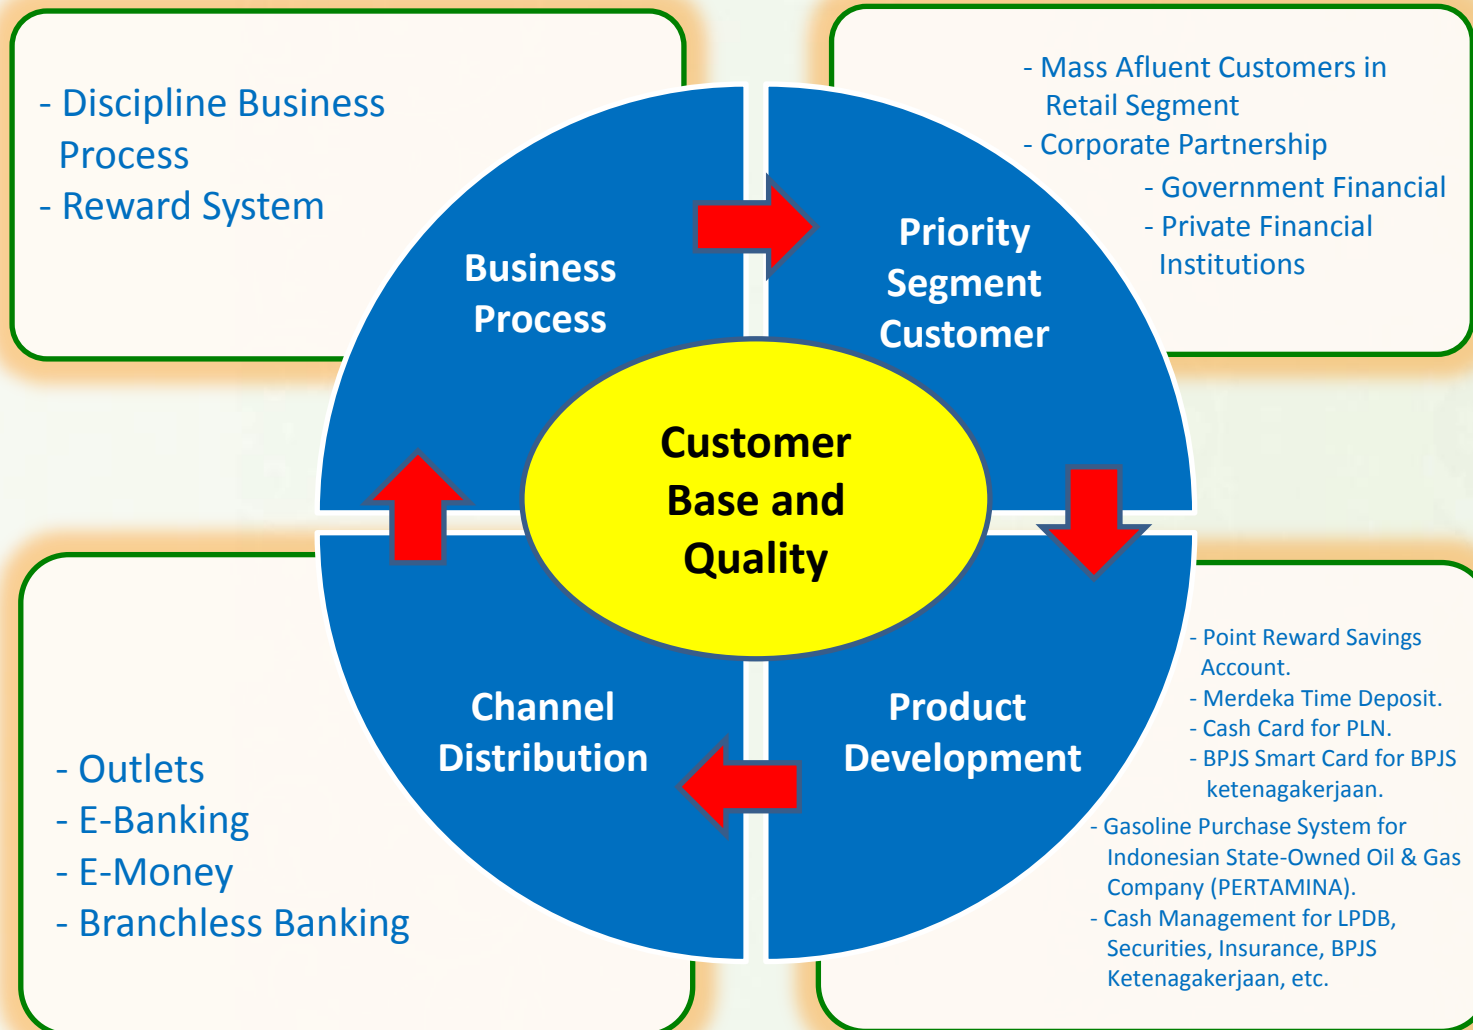 - Discipline Business
Process
- Reward System
- Mass Afluent Customers in
Retail Segment
- Corporate Partnership
- Government Financial
- Private Financial
Institutions
Business
Process
Priority
Segment
Customer
Customer
Base and
Quality
Channel
Distribution
Product
Development
- Outlets
- E-Banking
- E-Money
- Branchless Banking
- Point Reward Savings
Account.
- Merdeka Time Deposit.
- Cash Card for PLN.
- BPJS Smart Card for BPJS
ketenagakerjaan.
- Gasoline Purchase System for
Indonesian State-Owned Oil & Gas
Company (PERTAMINA).
- Cash Management for LPDB,
Securities, Insurance, BPJS
Ketenagakerjaan, etc.